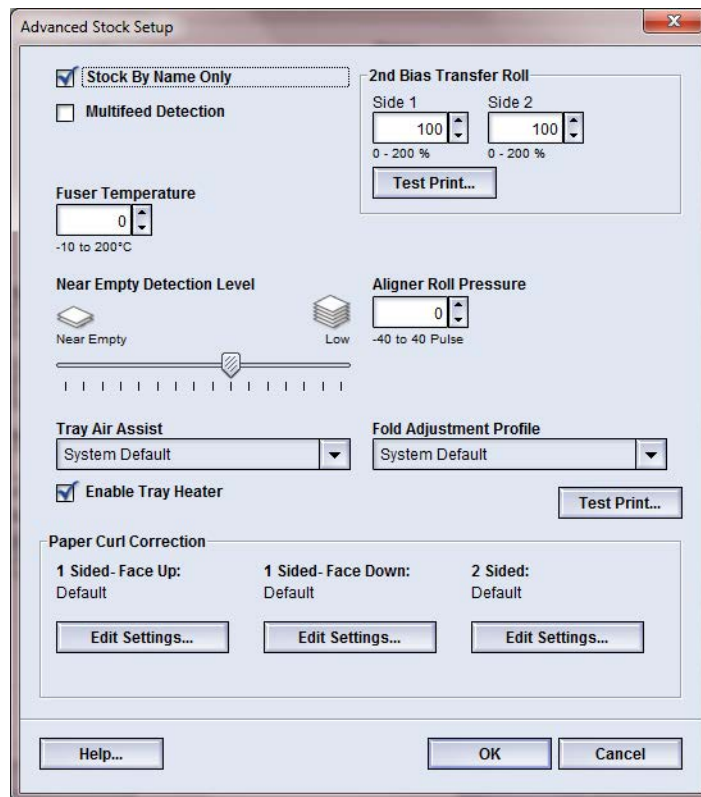 Advanced Stock Setup
Stock By Name Only
Multifeed Detection
2nd Bias Transfer Roll
Side 1
Side 2
100
100
0 - 200 %
0 - 200 %
Test Print...
Fuser Temperature
0
-10 to 200°C
Near Empty Detection Level
Near Empty
Low
Aligner Roll Pressure
0
-40 to 40 Pulse
Tray Air Assist
System Default
Fold Adjustment Profile
System Default
Enable Tray Heater
Test Print...
Paper Curl Correction
1 Sided- Face Up:
Default
Edit Settings...
1 Sided- Face Down:
Default
Edit Settings...
2 Sided:
Default
Edit Settings...
Help...
OK
Cancel